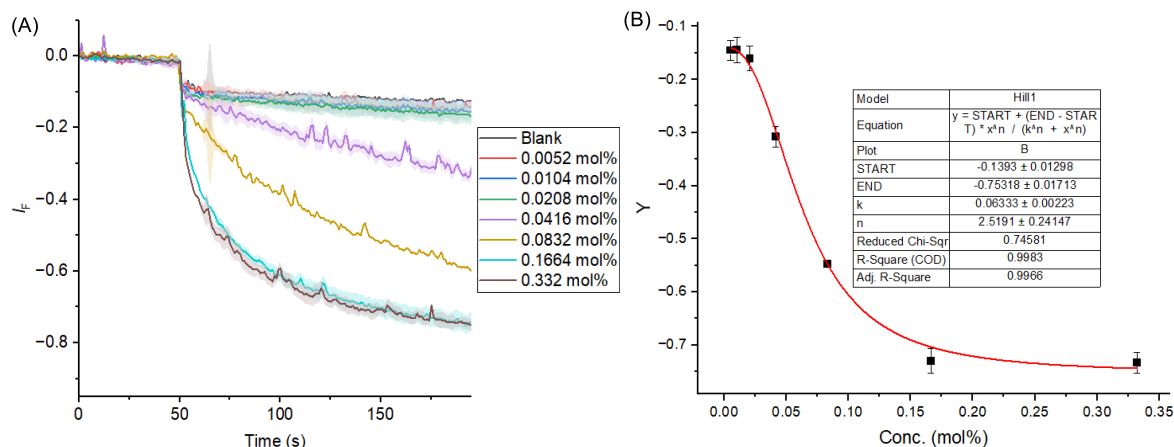 (A)
0.0
−0.2
−0.4
−0.6
−0.8
I_F
0
50
100
150
Time (s)
Blank
0.0052 mol%
0.0104 mol%
0.0208 mol%
0.0416 mol%
0.0832 mol%
0.1664 mol%
0.332 mol%
(B)
−0.1
−0.2
−0.3
−0.4
−0.5
−0.6
−0.7
Y
0.00
0.05
0.10
0.15
0.20
0.25
0.30
0.35
Conc. (mol%)
Model Hill1
Equation y = START + (END - STAR
T) * x^n / (k^n + x^n)
Plot B
START -0.1393 ± 0.01298
END -0.75318 ± 0.01713
k 0.06333 ± 0.00223
n 2.5191 ± 0.24147
Reduced Chi-Sqr 0.74581
R-Square (COD) 0.9983
Adj. R-Square 0.9966